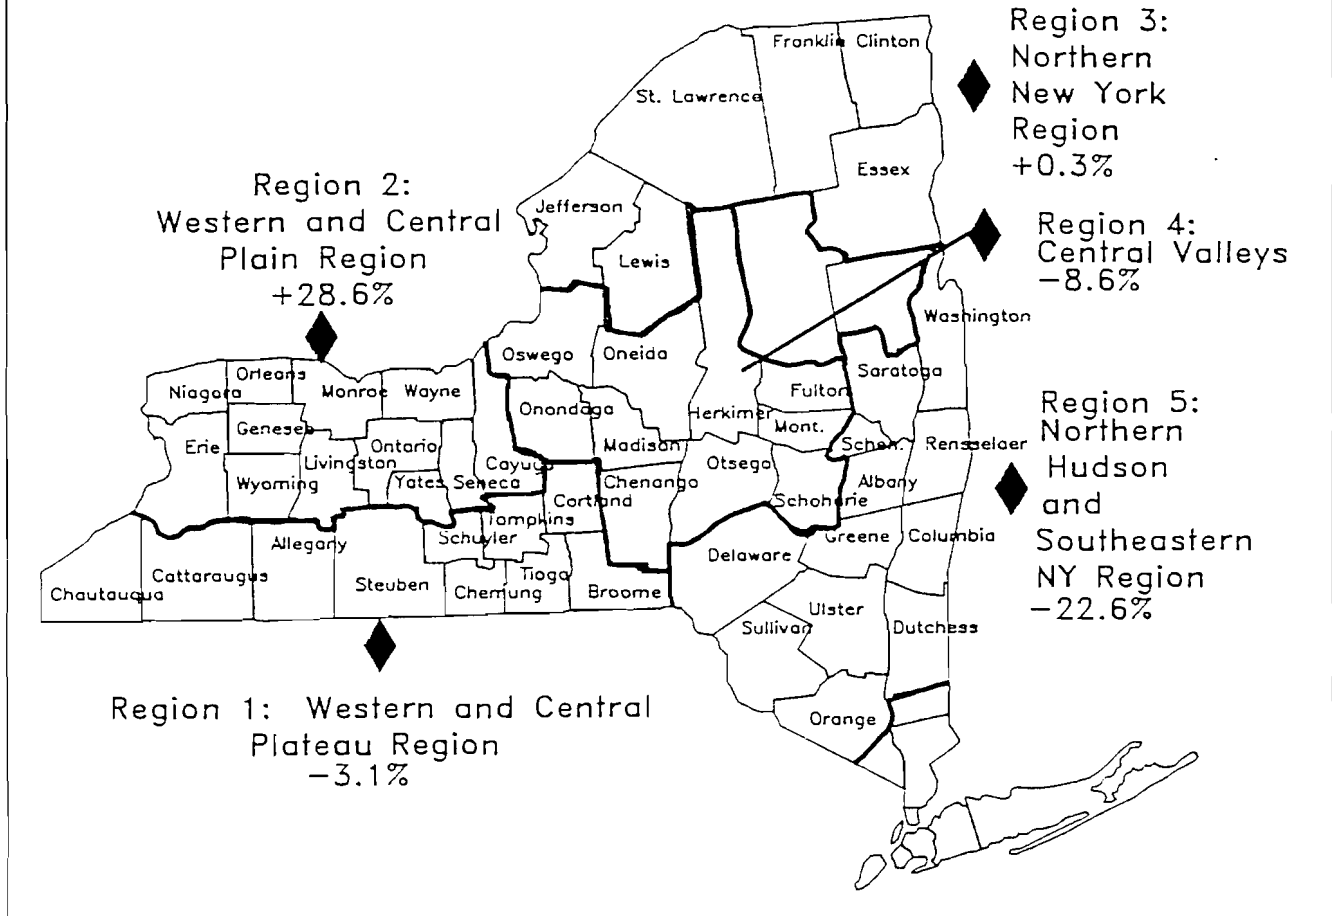 Region 3:
Northern
New York
Region
+0.3%
Franklin
Clinton
St. Lawrence
Essex
Region 2:
Western and Central
Plain Region
+28.6%
Jefferson
Lewis
Region 4:
Central Valleys
-8.6%
Washington
Oswego
Oneida
Saratoga
Orleans
Niagara
Monroe
Wayne
Fulton
Onondaga
Herkimer
Mont.
Region 5:
Northern
Hudson
and
Southeastern
NY Region
-22.6%
Genesee
Erie
Ontario
Madison
Schen.
Rensselaer
Livingston
Cayuga
Otsego
Wyoming
Yates
Seneca
Chenango
Albany
Cortland
Schoharie
Tompkins
Schuyler
Greene
Columbia
Allegany
Delaware
Cattaraugus
Steuben
Tioga
Chautauqua
Chemung
Broome
Ulster
Sullivan
Dutchess
Region 1: Western and Central
Plateau Region
-3.1%
Orange